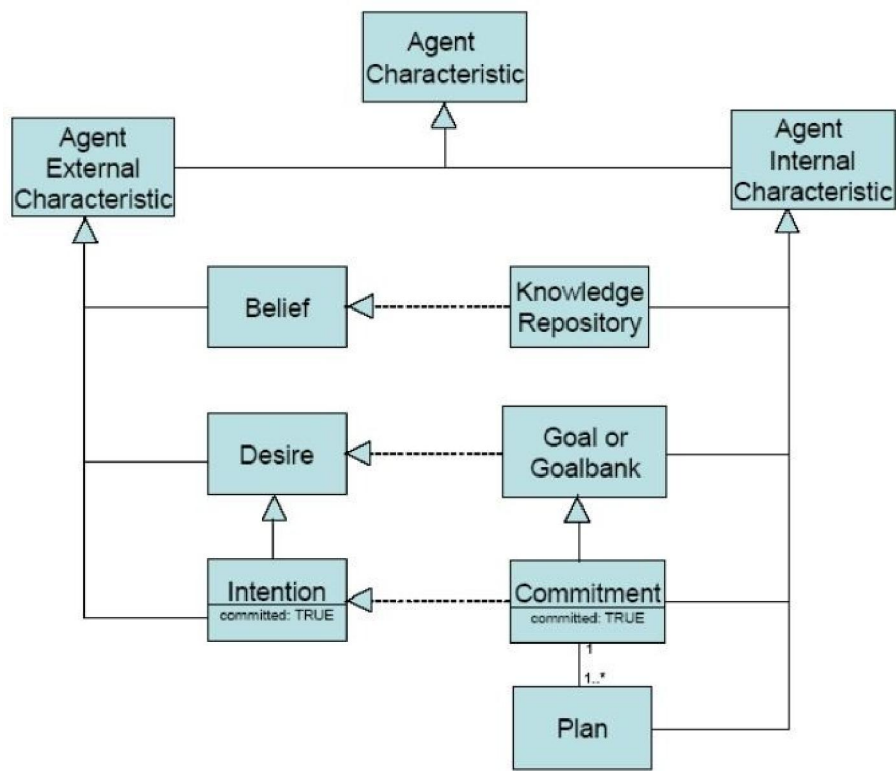 Agent
Characteristic
Agent
External
Characteristic
Agent
Internal
Characteristic
Belief
Knowledge
Repository
Desire
Goal or
Goalbank
Intention
committed: TRUE
Commitment
committed: TRUE
1
1..*
Plan